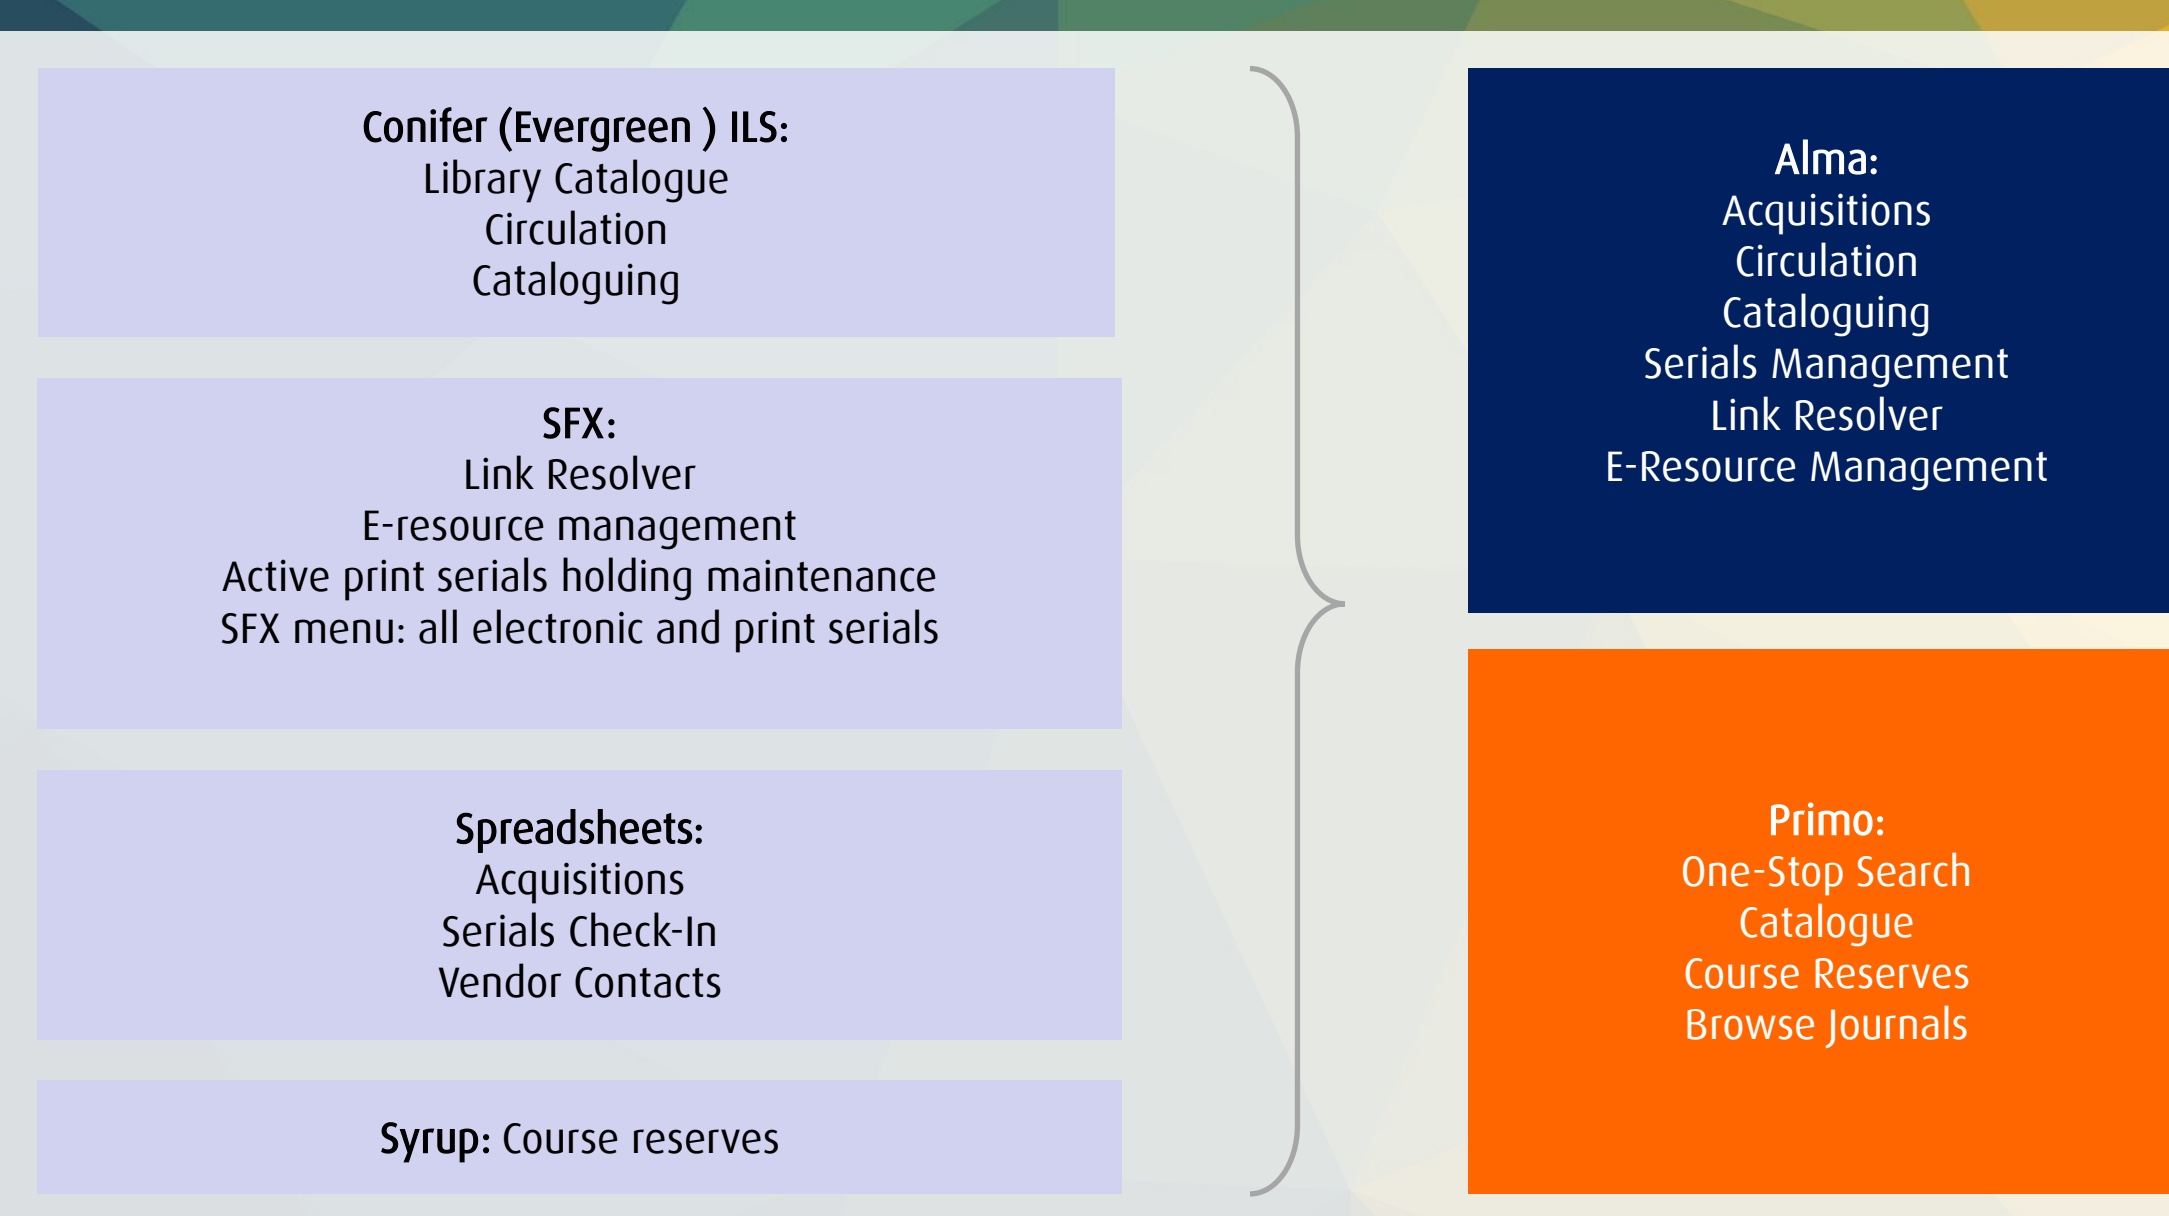 Conifer (Evergreen ) ILS:
Library Catalogue
Circulation
Cataloguing
SFX:
Link Resolver
E-resource management
Active print serials holding maintenance
SFX menu: all electronic and print serials
Spreadsheets:
Acquisitions
Serials Check-In
Vendor Contacts
Syrup: Course reserves
Alma:
Acquisitions
Circulation
Cataloguing
Serials Management
Link Resolver
E-Resource Management
Primo:
One-Stop Search
Catalogue
Course Reserves
Browse Journals